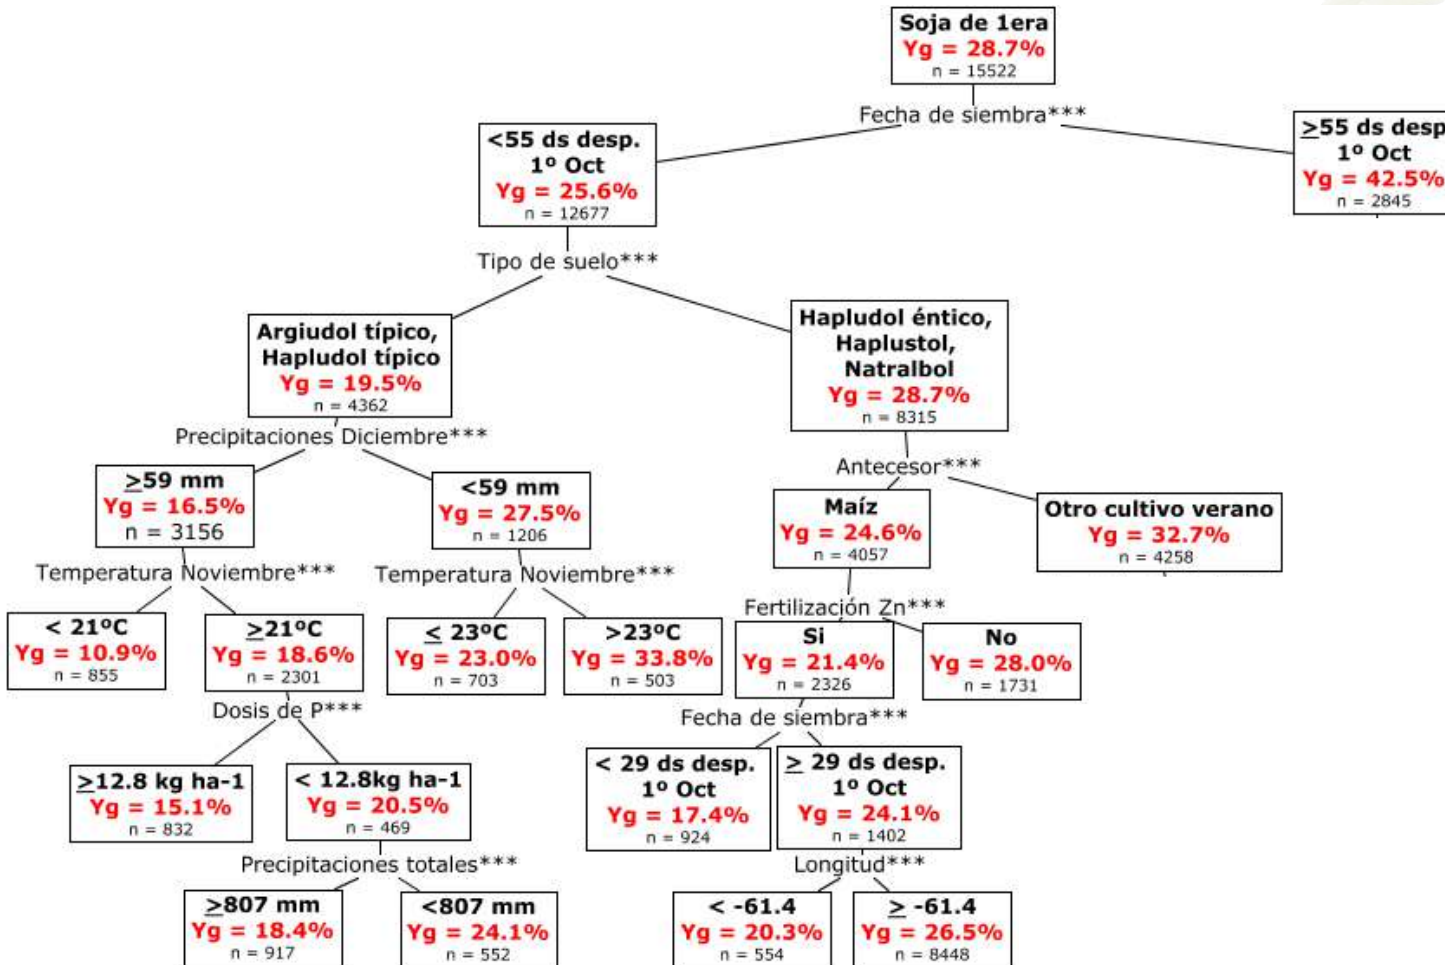 Soja de 1era
Yg = 28.7%
n = 15522
Fecha de siembra***
<55 ds desp.
1º Oct
Yg = 25.6%
n = 12677
≥55 ds desp
1º Oct
Yg = 42.5%
n = 2845
Tipo de suelo***
Argiudol típico,
Hapludol típico
Yg = 19.5%
n = 4362
Hapludol éntico,
Haplustol,
Natralbol
Yg = 28.7%
n = 8315
Precipitaciones Diciembre***
Antecesor***
≥59 mm
Yg = 16.5%
n = 3156
<59 mm
Yg = 27.5%
n = 1206
Maíz
Yg = 24.6%
n = 4057
Otro cultivo verano
Yg = 32.7%
n = 4258
Temperatura Noviembre***
Temperatura Noviembre***
Fertilización Zn***
< 21ºC
Yg = 10.9%
n = 855
≥21ºC
Yg = 18.6%
n = 2301
≤ 23ºC
Yg = 23.0%
n = 703
>23ºC
Yg = 33.8%
n = 503
Si
Yg = 21.4%
n = 2326
No
Yg = 28.0%
n = 1731
Dosis de P***
Fecha de siembra***
≥12.8 kg ha-1
Yg = 15.1%
n = 832
< 12.8kg ha-1
Yg = 20.5%
n = 469
< 29 ds desp.
1º Oct
Yg = 17.4%
n = 924
≥ 29 ds desp.
1º Oct
Yg = 24.1%
n = 1402
Precipitaciones totales***
Longitud***
≥807 mm
Yg = 18.4%
n = 917
<807 mm
Yg = 24.1%
n = 552
< -61.4
Yg = 20.3%
n = 554
≥ -61.4
Yg = 26.5%
n = 8448